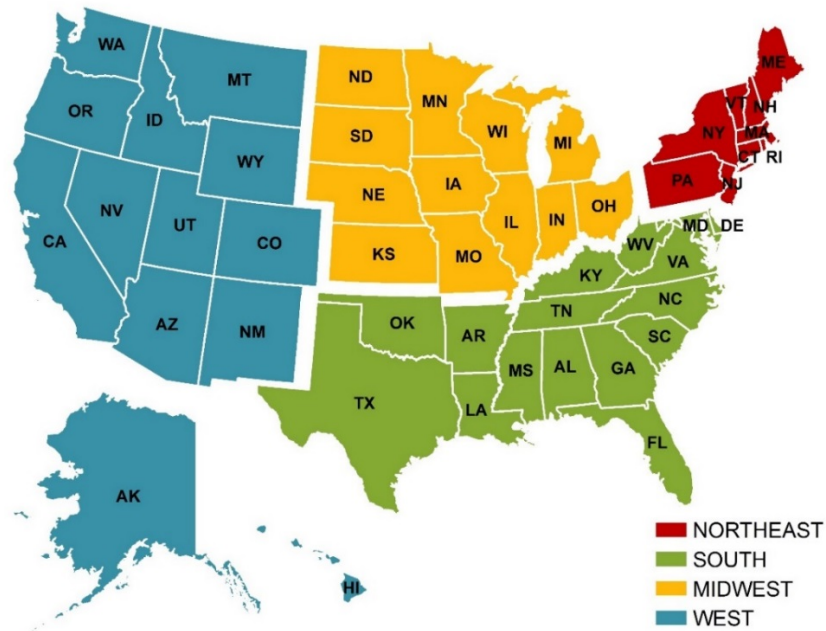 WA
MT
ND
MN
ME
VT
NH
OR
ID
SD
WI
MI
NY
MA
WY
CT
RI
NE
IA
PA
NJ
NV
UT
CO
IL
IN
OH
CA
KS
MO
WV
MD
DE
KY
VA
AZ
NM
OK
AR
TN
NC
SC
MS
AL
GA
TX
LA
FL
AK
HI
NORTHEAST
SOUTH
MIDWEST
WEST